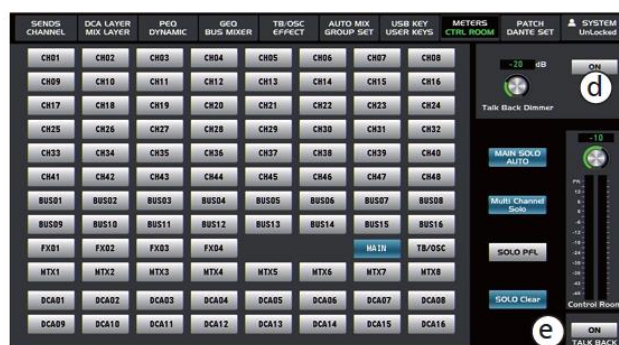 SENDS DCA LAYER PEQ GEQ TB/OSC AUTO MIX USB KEY METERS PATCH SYSTEM
CHANNEL MIX LAYER DYNAMIC BUS MIXER EFFECT GROUP SET USER KEYS CTRL ROOM DANTE SET UnLocked
CH01 CH02 CH03 CH04 CH05 CH06 CH07 CH08
-20 dB
ON
d
CH09 CH10 CH11 CH12 CH13 CH14 CH15 CH16
CH17 CH18 CH19 CH20 CH21 CH22 CH23 CH24
Talk Back Dimmer
CH25 CH26 CH27 CH28 CH29 CH30 CH31 CH32
-10
CH33 CH34 CH35 CH36 CH37 CH38 CH39 CH40
MAIN SOLO
AUTO
CH41 CH42 CH43 CH44 CH45 CH46 CH47 CH48
BUS01 BUS02 BUS03 BUS04 BUS05 BUS06 BUS07 BUS08
Multi Channel
Solo
BUS09 BUS10 BUS11 BUS12 BUS13 BUS14 BUS15 BUS16
FX01 FX02 FX03 FX04 MAIN TB/OSC
SOLO PFL
MTX1 MTX2 MTX3 MTX4 MTX5 MTX6 MTX7 MTX8
DCA01 DCA02 DCA03 DCA04 DCA05 DCA06 DCA07 DCA08
SOLO Clear
Control Room
DCA09 DCA10 DCA11 DCA12 DCA13 DCA14 DCA15 DCA16
e
ON
TALK BACK